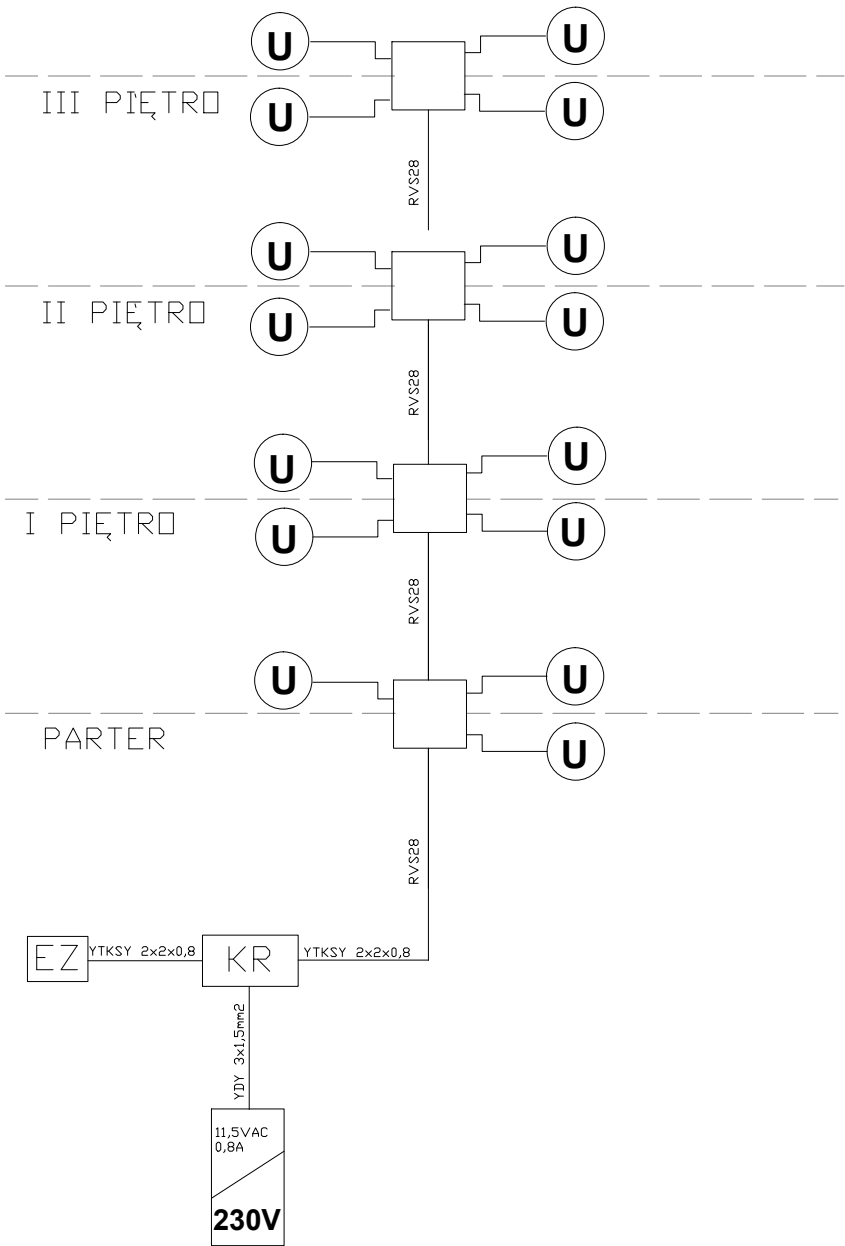 U U
III PIĘTRO
U U
RVS28
U U
II PIĘTRO
U U
RVS28
U U
I PIĘTRO
U U
RVS28
U U
PARTER
U
RVS28
EZ YTKSY 2x2x0,8 KR YTKSY 2x2x0,8
YDY 3x1,5mm2
11,5VAC
0,8A
230V